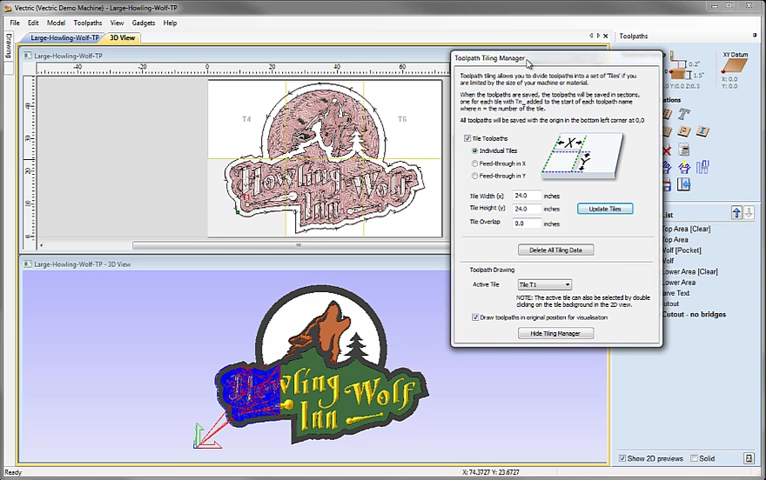 Vectric (Vectric Demo Machine) - Large-Howling-Wolf-TP
File Edit Model Toolpaths View Gadgets Help
Drawing
Large-Howling-Wolf-TP 3D View
Toolpaths
Large-Howling-Wolf-TP
0 20 40 60
T4 T6
Howling Wolf
Inn
Toolpath Tiling Manager
Toolpath tiling allows you to divide toolpaths into a set of 'Tiles' if you
are limited by the size of your machine or material.
When the toolpaths are saved, the toolpaths will be saved in sections,
one for each tile with Tn_ added to the start of each toolpath name
where n = the number of the tile.
All toolpaths will be saved with the origin in the bottom left corner at 0,0
Tile Toolpaths
Individual Tiles
Feed-through in X
Feed-through in Y
X
Y
Tile Width (x) 24.0 inches
Tile Height (y) 24.0 inches
Update Tiles
Tile Overlap 0.0 inches
Delete All Tiling Data
Toolpath Drawing
Active Tile Tile T1
NOTE: The active tile can also be selected by double
clicking on the tile background in the 2D view.
Draw toolpaths in original position for visualisation
Hide Tiling Manager
0.2"
1.5"
XY Datum
X: 0.0
Y: 0.0
List
Top Area [Clear]
Top Area
Wolf [Pocket]
Wolf
Lower Area [Clear]
Lower Area
Carve Text
Cutout
Cutout - no bridges
Large-Howling-Wolf-TP - 3D View
Howling Wolf
Inn
Show 2D previews Solid
Ready
X: 74.3727 Y: 23.6727